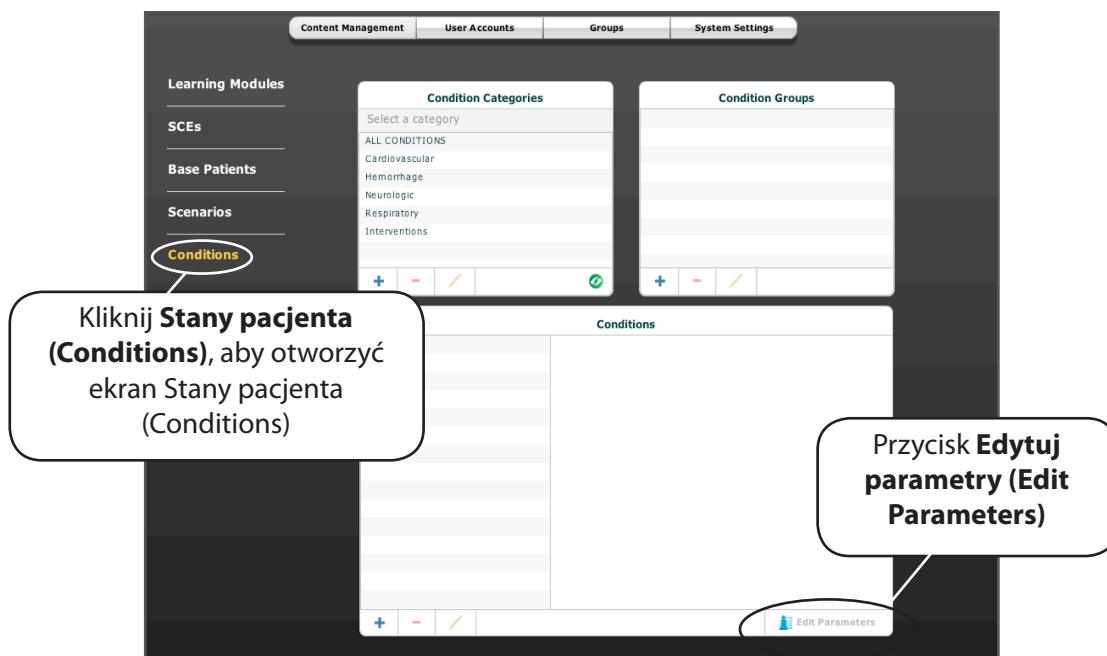 Content Management
User Accounts
Groups
System Settings
Learning Modules
SCEs
Base Patients
Scenarios
Conditions
Condition Categories
Select a category
ALL CONDITIONS
Cardiovascular
Hemorrhage
Neurologic
Respiratory
Interventions
Condition Groups
Kliknij Stany pacjenta
(Conditions), aby otworzyć
ekran Stany pacjenta
(Conditions)
Conditions
Przycisk Edytuj
parametry (Edit
Parameters)
Edit Parameters